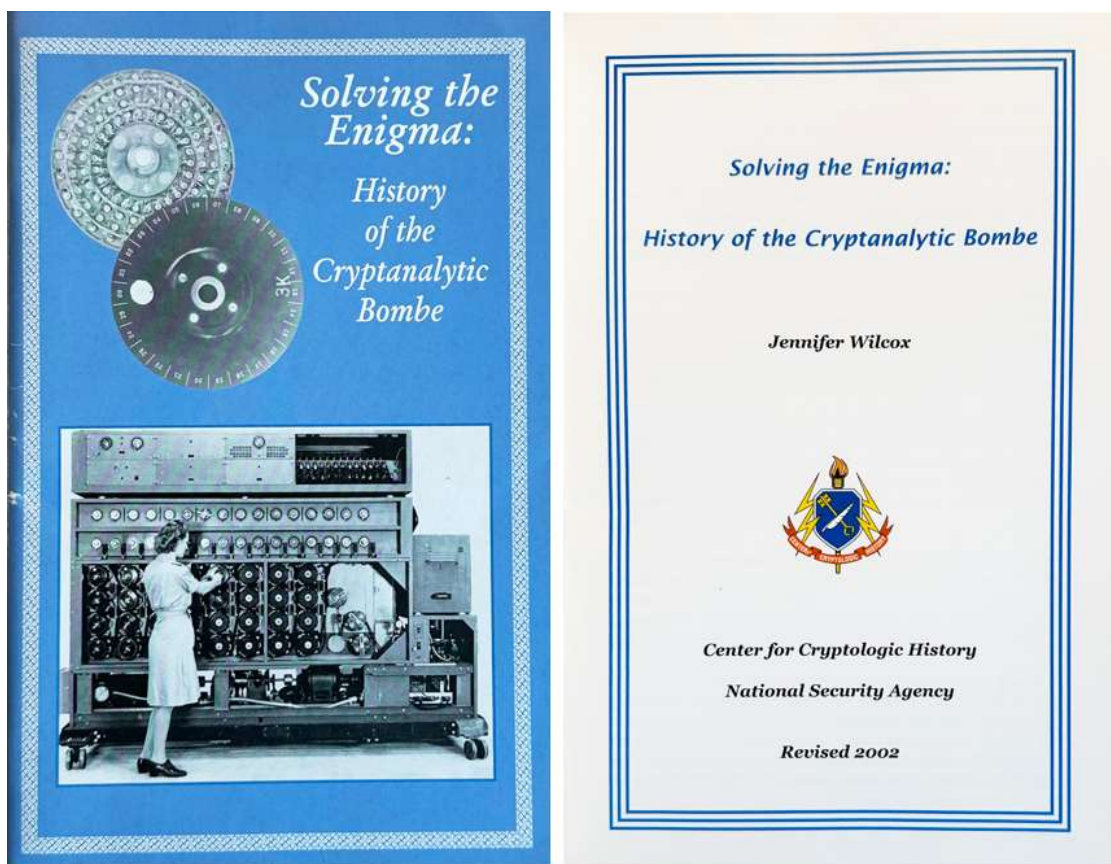 Solving the
Enigma:
History
of the
Cryptanalytic
Bombe
3K
Solving the Enigma:
History of the Cryptanalytic Bombe
Jennifer Wilcox
CRYPTOLOGIC
Center for Cryptologic History
National Security Agency
Revised 2002